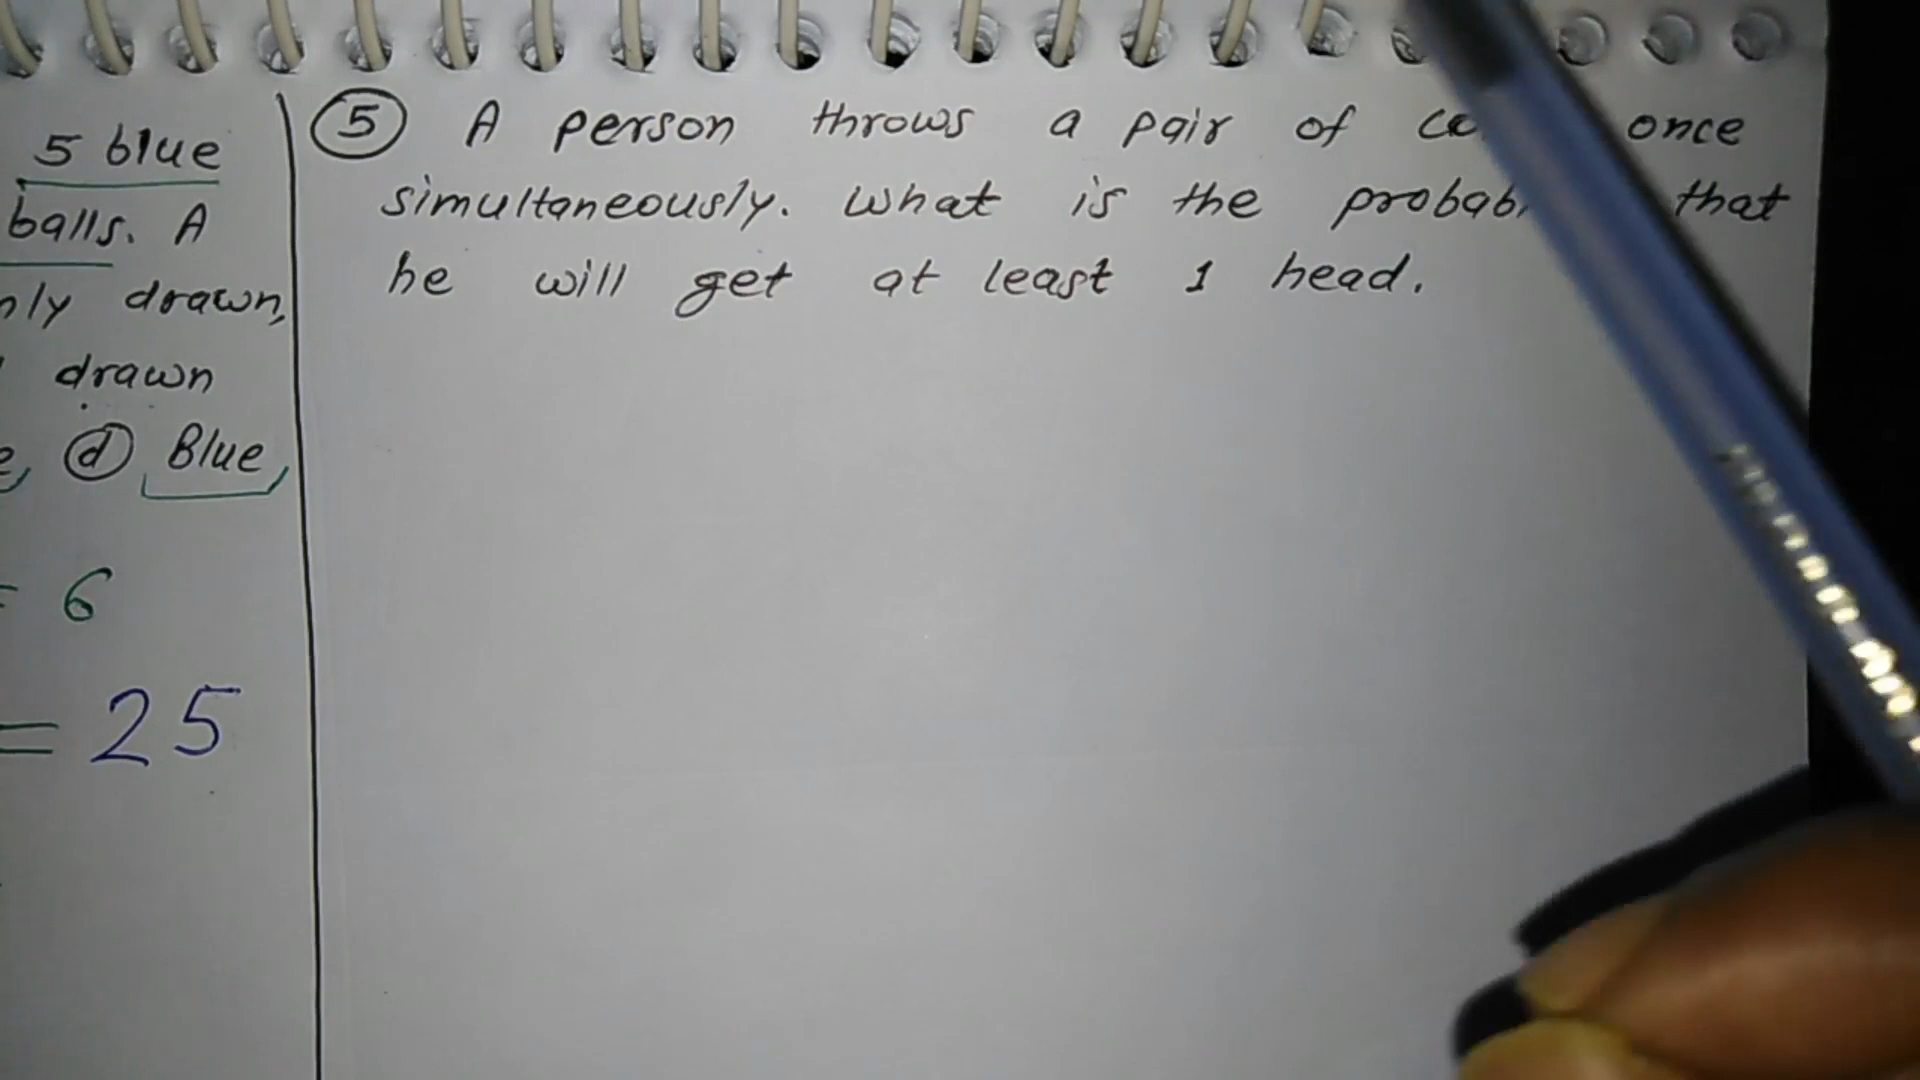 5 blue
balls. A
drawn,
drawn
d Blue
= 6
= 25
5 A person throws a pair of once
simultaneously. What is the that
he will get at least 1 head.